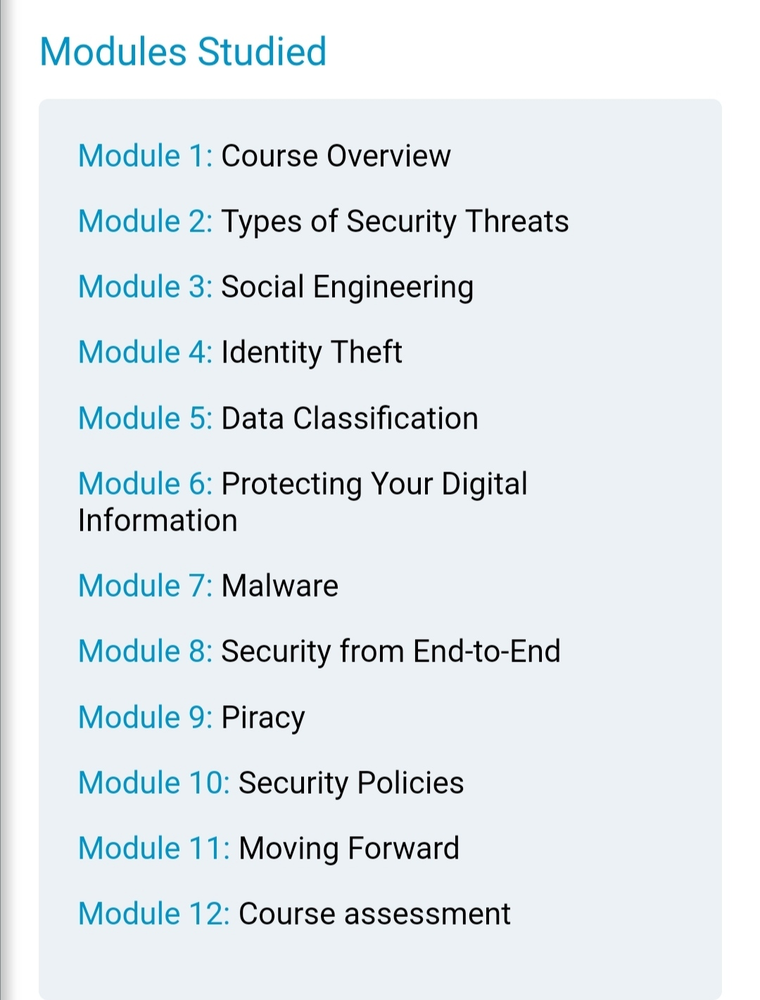 Modules Studied
Module 1: Course Overview
Module 2: Types of Security Threats
Module 3: Social Engineering
Module 4: Identity Theft
Module 5: Data Classification
Module 6: Protecting Your Digital
Information
Module 7: Malware
Module 8: Security from End-to-End
Module 9: Piracy
Module 10: Security Policies
Module 11: Moving Forward
Module 12: Course assessment